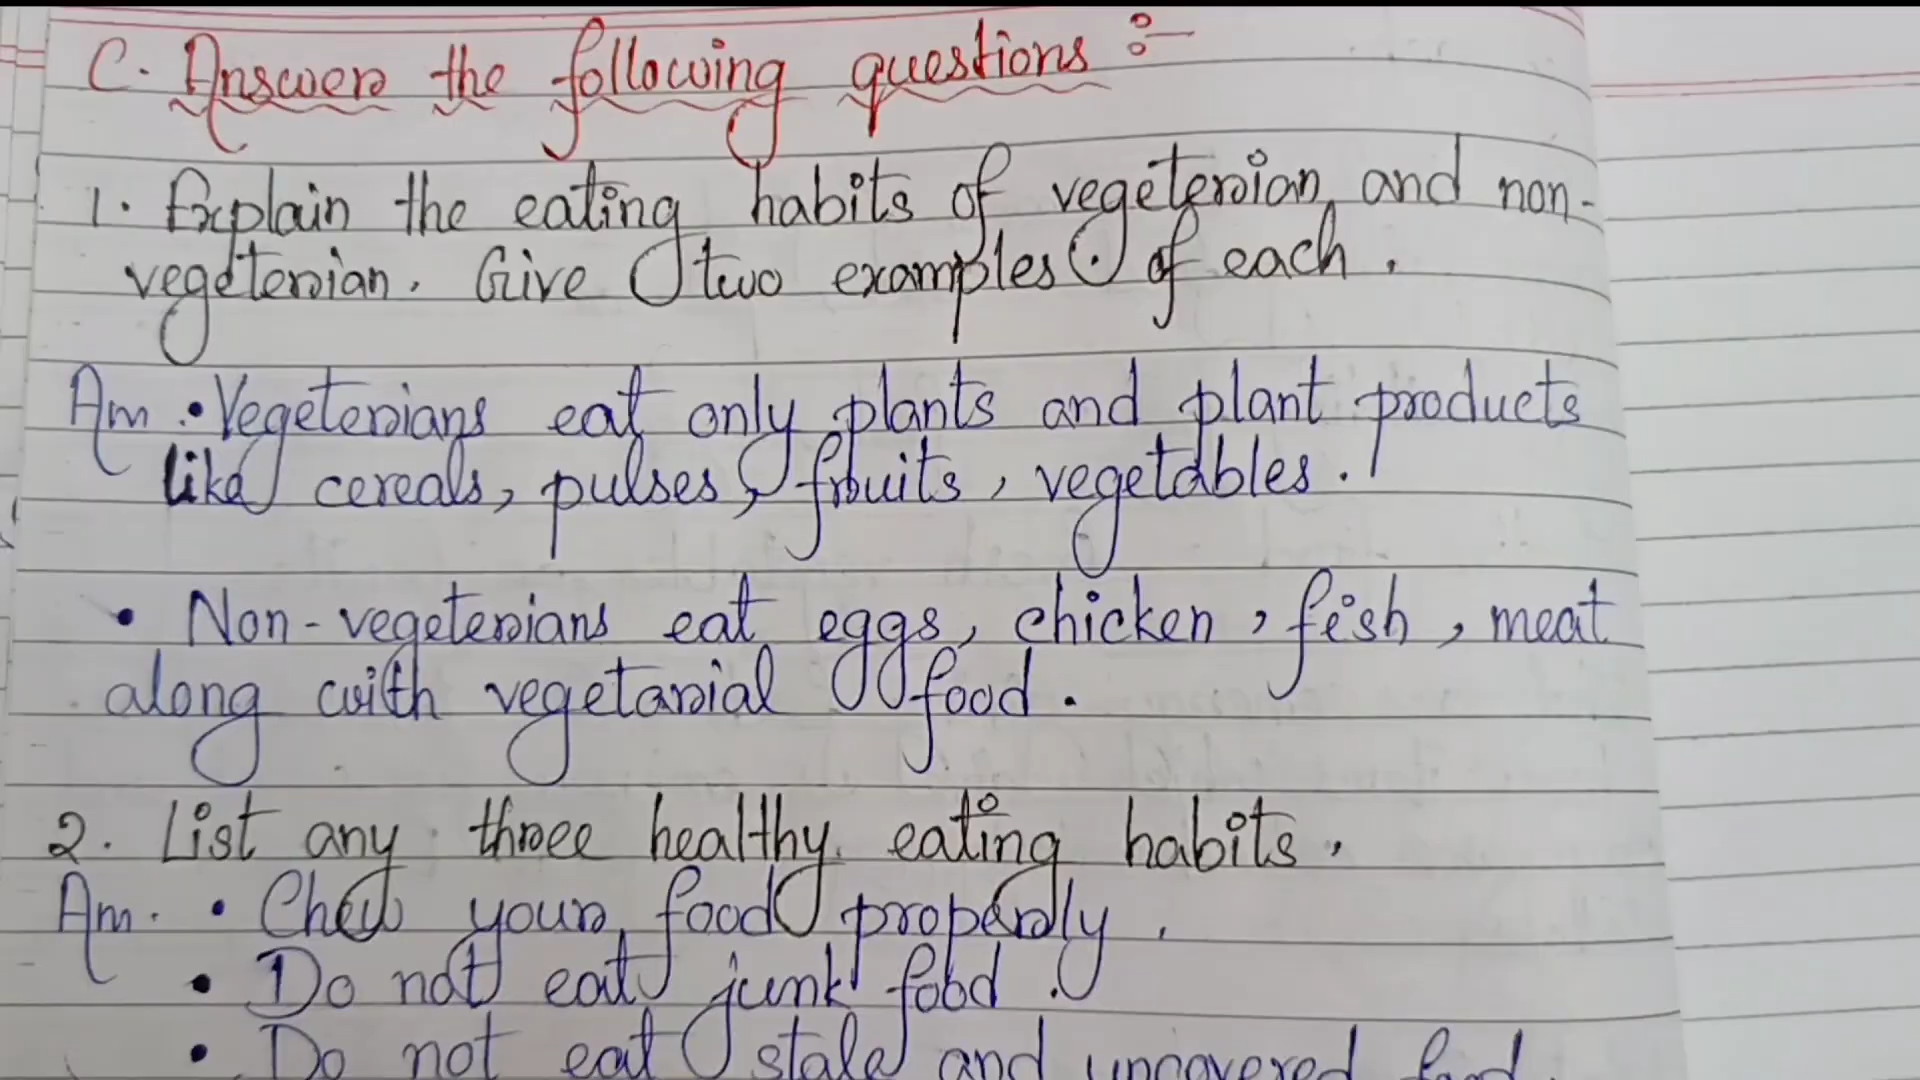 C. Answer the following questions :-
1. Explain the eating habits of vegeterian and non-
vegeterian. Give two examples of each.
Ans. • Vegeterians eat only plants and plant products
like cereals, pulses, fruits, vegetables.
• Non-vegeterians eat eggs, chicken, fish, meat
along with vegetarial food.
2. List any three healthy eating habits.
Ans. • Chew your food properly.
• Do not eat junk food.
• Do not eat stale and uncovered food.